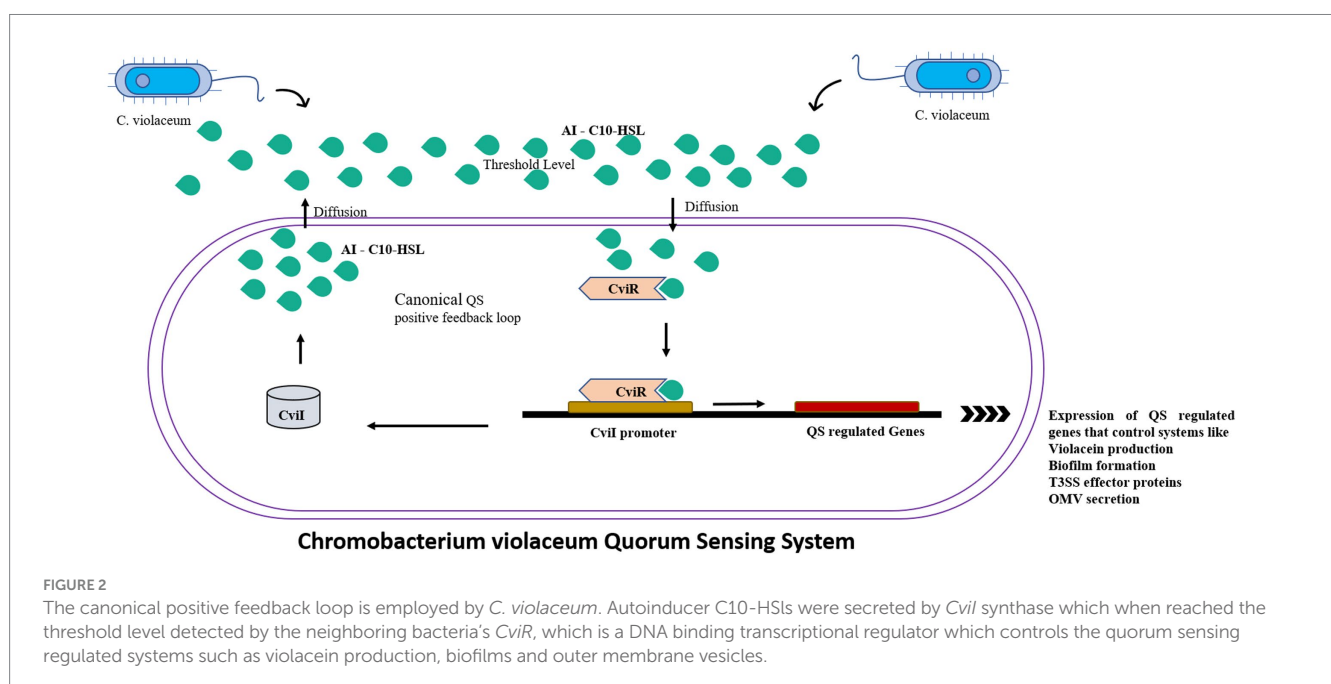 C. violaceum
C. violaceum
AI - C10-HSL
Threshold Level
Diffusion
Diffusion
AI - C10-HSL
CviR
Canonical QS
positive feedback loop
CviR
CviI
CviI promoter
QS regulated Genes
Expression of QS regulated
genes that control systems like
Violacein production
Biofilm formation
T3SS effector proteins
OMV secretion
Chromobacterium violaceum Quorum Sensing System
FIGURE 2
The canonical positive feedback loop is employed by C. violaceum. Autoinducer C10-HSls were secreted by CviI synthase which when reached the
threshold level detected by the neighboring bacteria’s CviR, which is a DNA binding transcriptional regulator which controls the quorum sensing
regulated systems such as violacein production, biofilms and outer membrane vesicles.